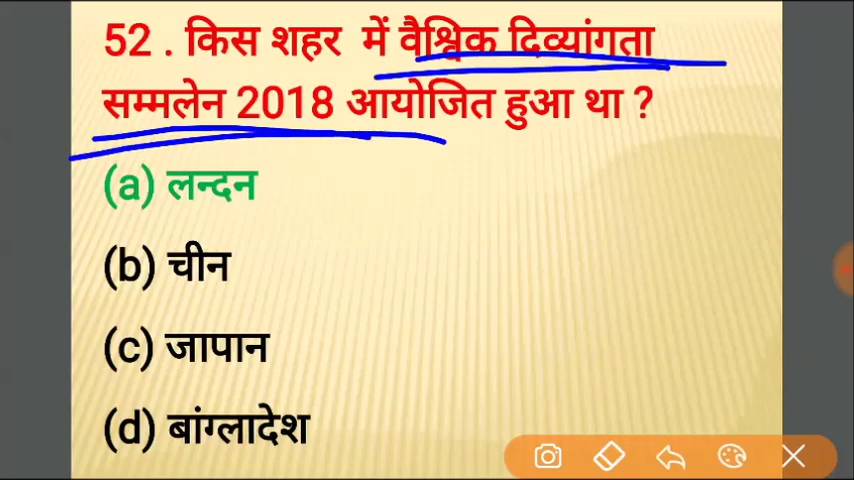 52 . किस शहर में वैश्विक दिव्यांगता
सम्मलेन 2018 आयोजित हुआ था ?
(a) लन्दन
(b) चीन
(c) जापान
(d) बांग्लादेश